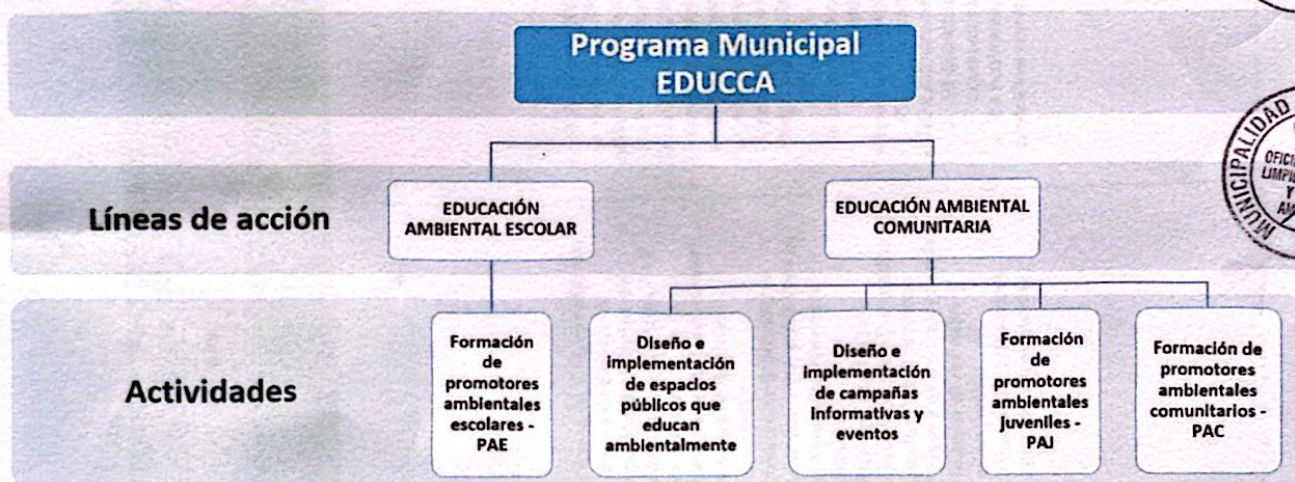 Programa Municipal
EDUCCA
MUNICIPALIDAD
Líneas de acción
EDUCACIÓN
AMBIENTAL ESCOLAR
EDUCACIÓN AMBIENTAL
COMUNITARIA
Actividades
Formación
de
promotores
ambientales
escolares -
PAE
Diseño e
implementación
de espacios
públicos que
educan
ambientalmente
Diseño e
implementación
de campañas
informativas y
eventos
Formación
de
promotores
ambientales
juveniles -
PAJ
Formación de
promotores
ambientales
comunitarios -
PAC